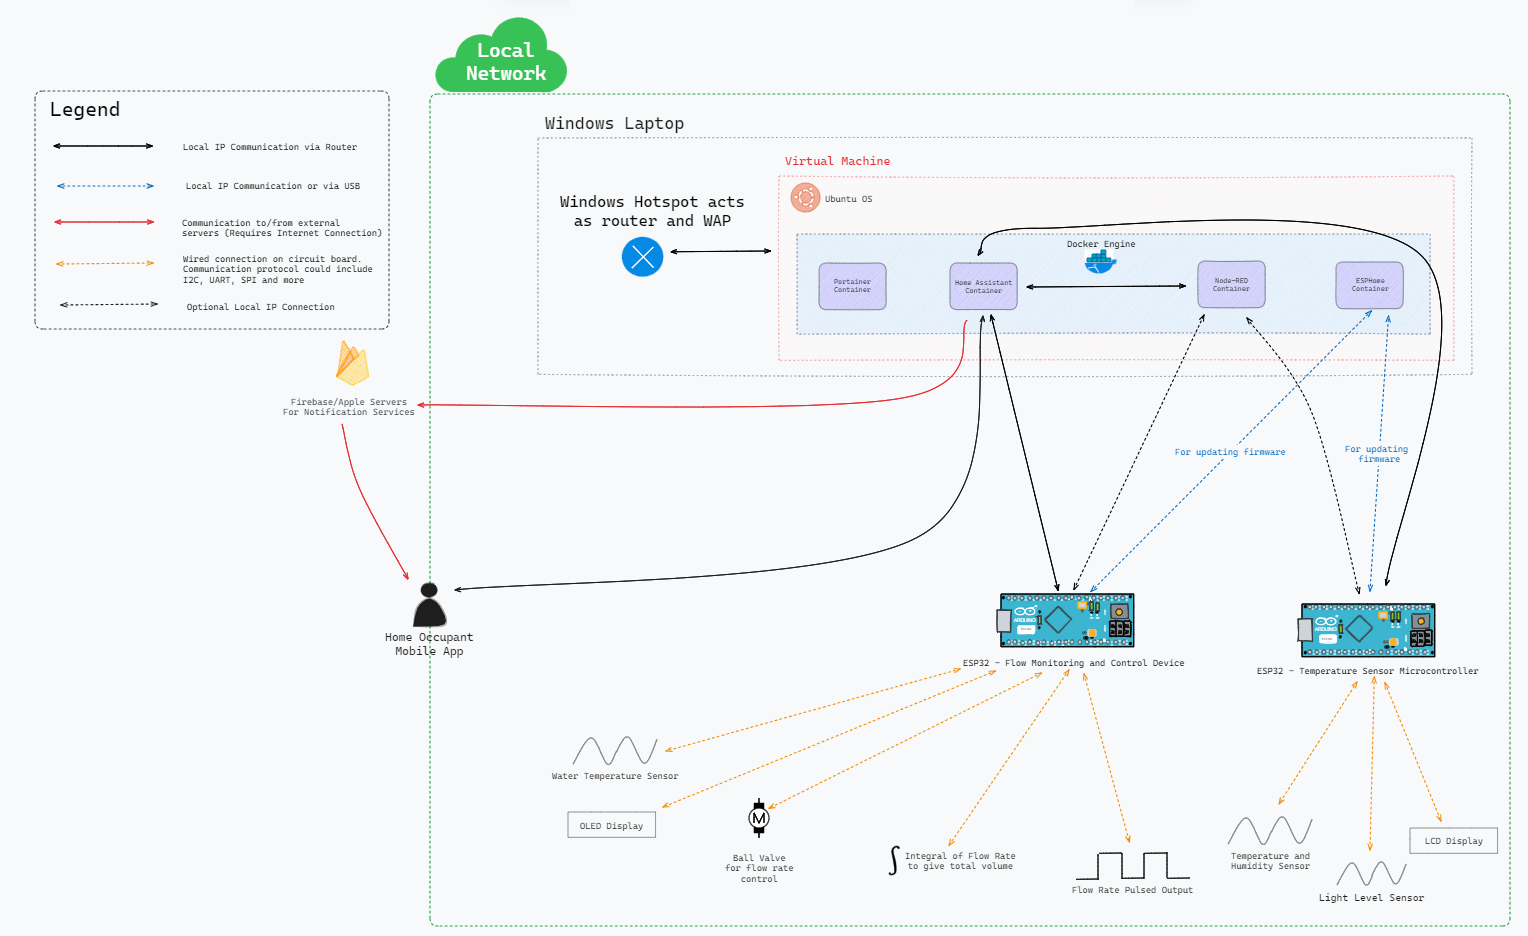 Local
Network
Legend
Local IP Communication via Router
Local IP Communication or via USB
Communication to/from external
servers (Requires Internet Connection)
Wired connection on circuit board.
Communication protocol could include
I2C, UART, SPI and more
Optional Local IP Connection
Windows Laptop
Virtual Machine
Ubuntu OS
Windows Hotspot acts
as router and WAP
Docker Engine
Portainer
Container
Home Assistant
Container
Node-RED
Container
ESPHome
Container
Firebase/Apple Servers
For Notification Services
For updating firmware
For updating
firmware
Home Occupant
Mobile App
ARDUINO
ESP32 - Flow Monitoring and Control Device
ARDUINO
ESP32 - Temperature Sensor Microcontroller
Water Temperature Sensor
OLED Display
M
Ball Valve
for flow rate
control
∫ Integral of Flow Rate
to give total volume
Flow Rate Pulsed Output
Temperature and
Humidity Sensor
LCD Display
Light Level Sensor